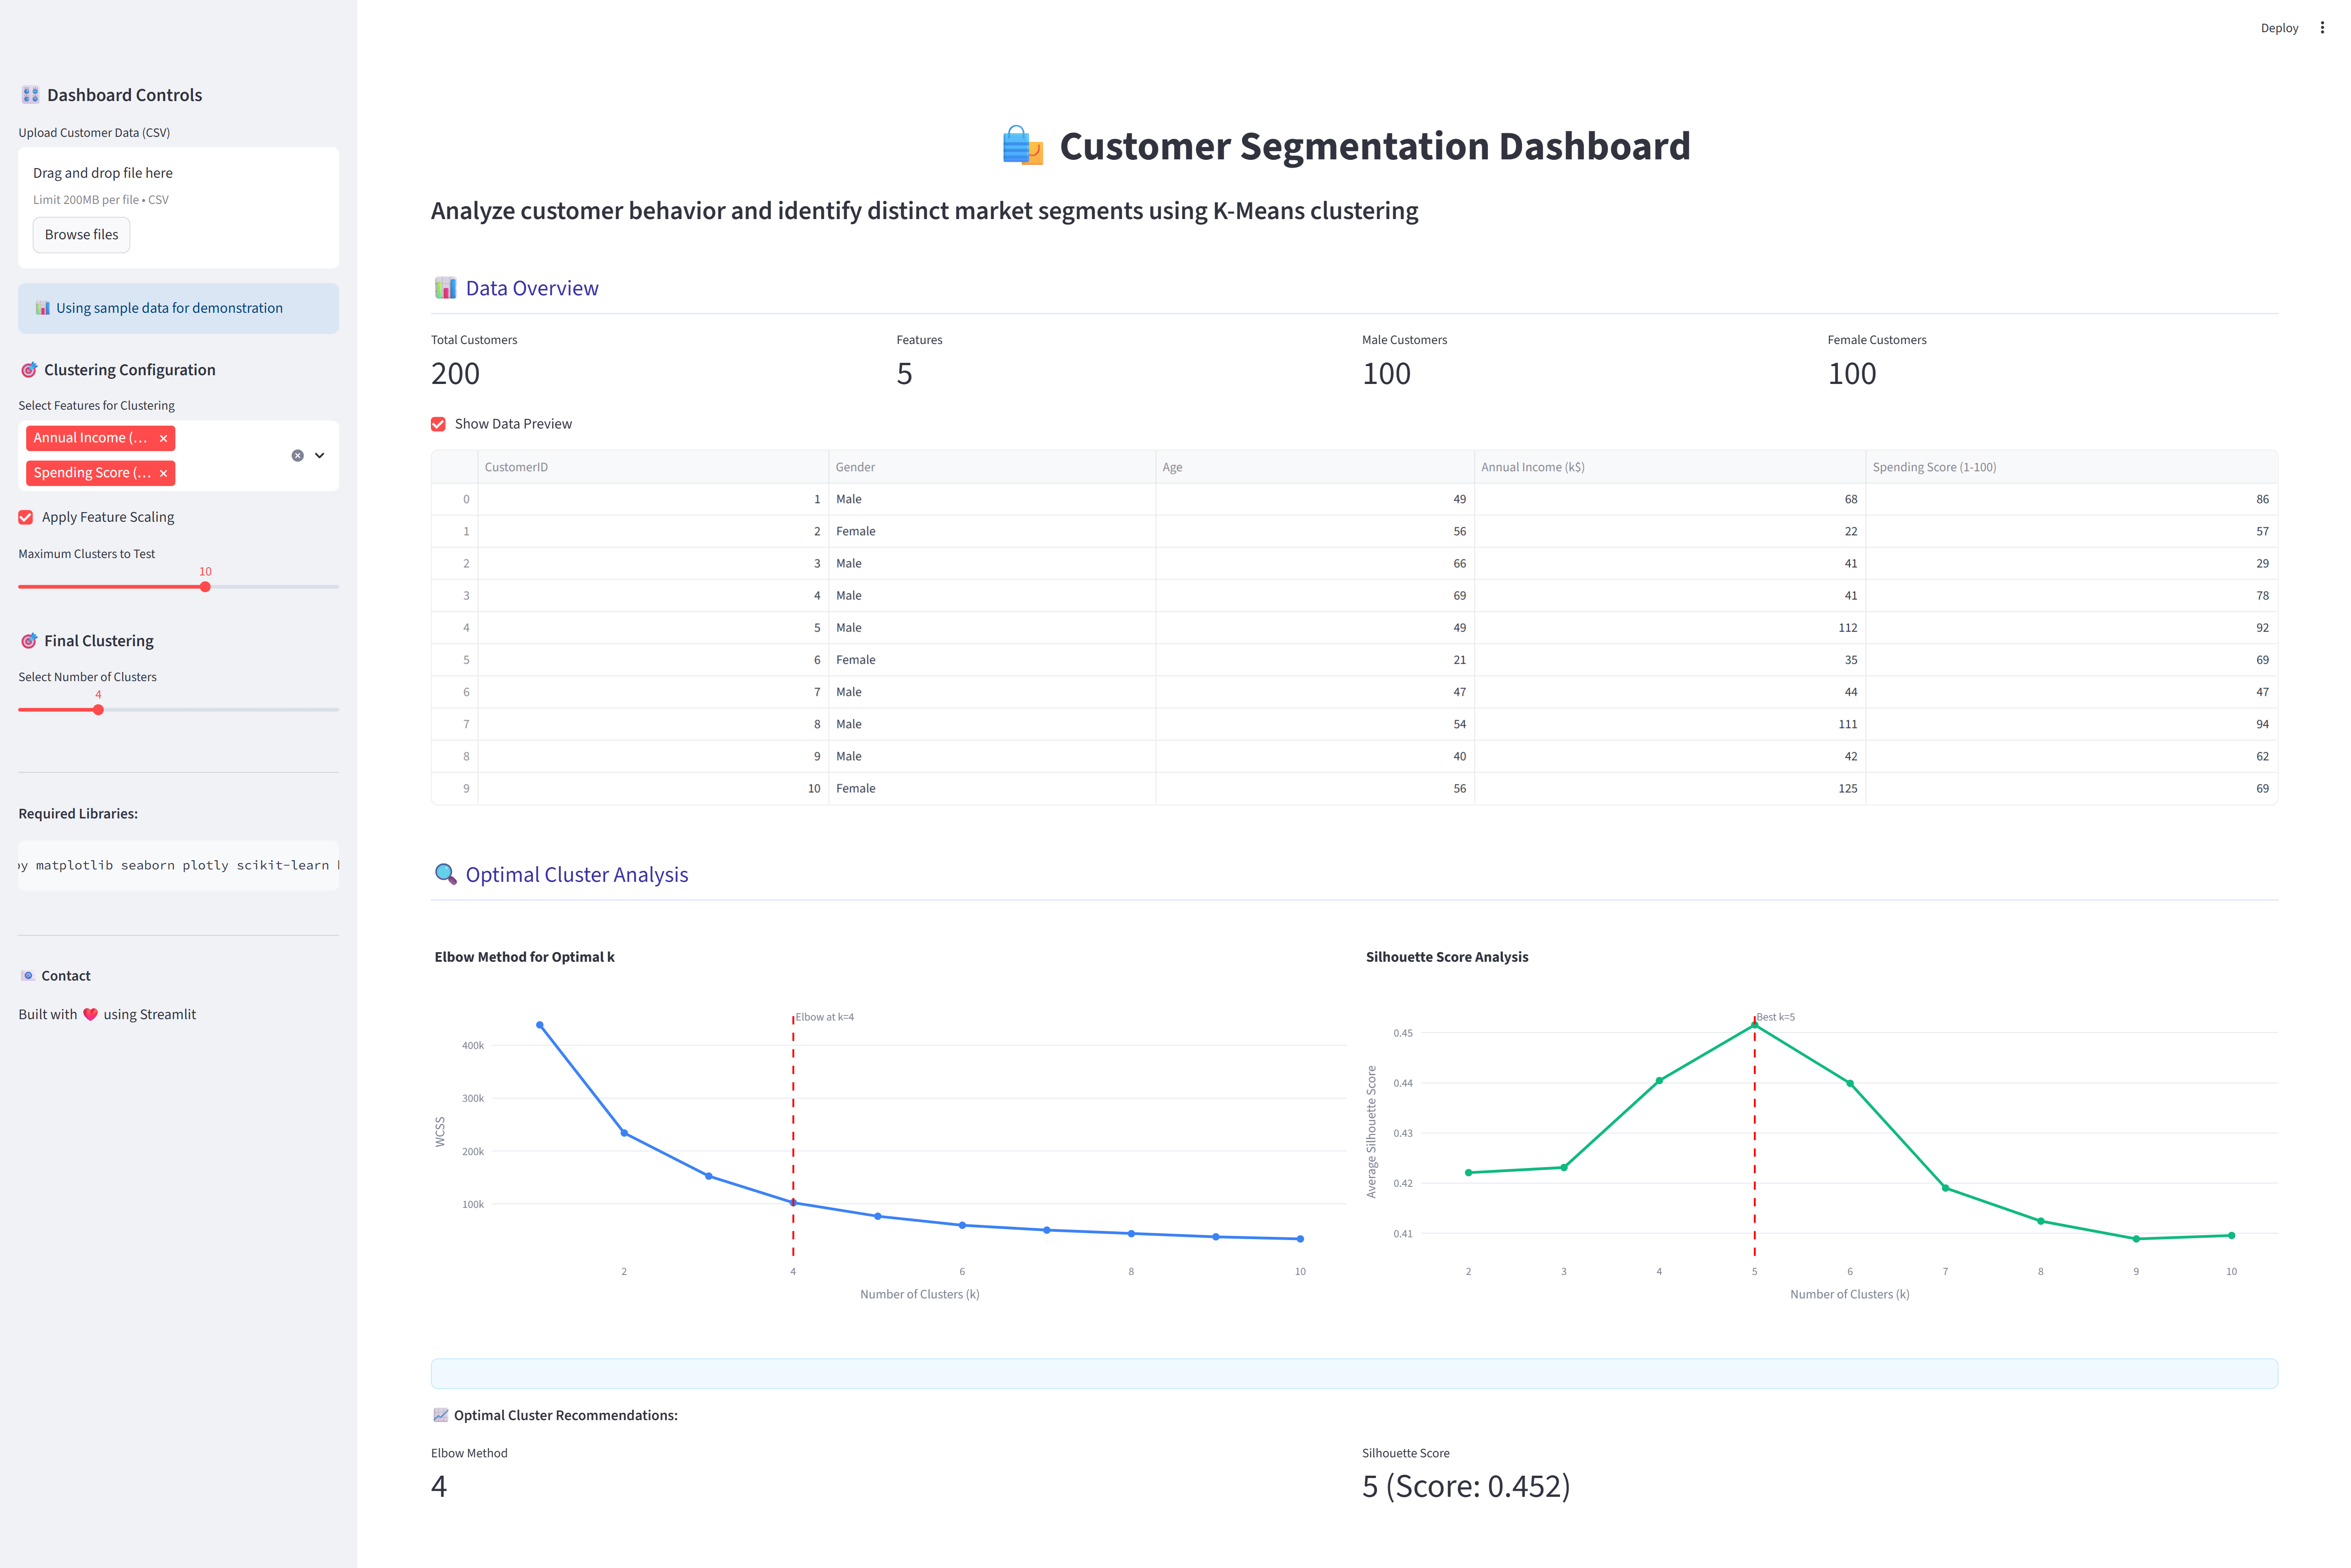 Deploy
Dashboard Controls
Upload Customer Data (CSV)
Drag and drop file here
Limit 200MB per file • CSV
Browse files
Using sample data for demonstration
Clustering Configuration
Select Features for Clustering
Annual Income (...
Spending Score (...
Apply Feature Scaling
Maximum Clusters to Test
10
Final Clustering
Select Number of Clusters
4
Required Libraries:
matplotlib seaborn plotly scikit-learn
Contact
Built with ❤️ using Streamlit
Customer Segmentation Dashboard
Analyze customer behavior and identify distinct market segments using K-Means clustering
Data Overview
Total Customers Features Male Customers Female Customers
200 5 100 100
Show Data Preview
CustomerID Gender Age Annual Income (k$) Spending Score (1-100)
0 1 Male 49 68 86
1 2 Female 56 22 57
2 3 Male 66 41 29
3 4 Male 69 41 78
4 5 Male 49 112 92
5 6 Female 21 35 69
6 7 Male 47 44 47
7 8 Male 54 111 94
8 9 Male 40 42 62
9 10 Female 56 125 69
Optimal Cluster Analysis
Elbow Method for Optimal k
Elbow at k=4
400k
300k
200k
100k
WCSS
2 4 6 8 10
Number of Clusters (k)
Silhouette Score Analysis
Best k=5
0.45
0.44
0.43
0.42
0.41
Average Silhouette Score
2 3 4 5 6 7 8 9 10
Number of Clusters (k)
Optimal Cluster Recommendations:
Elbow Method Silhouette Score
4 5 (Score: 0.452)